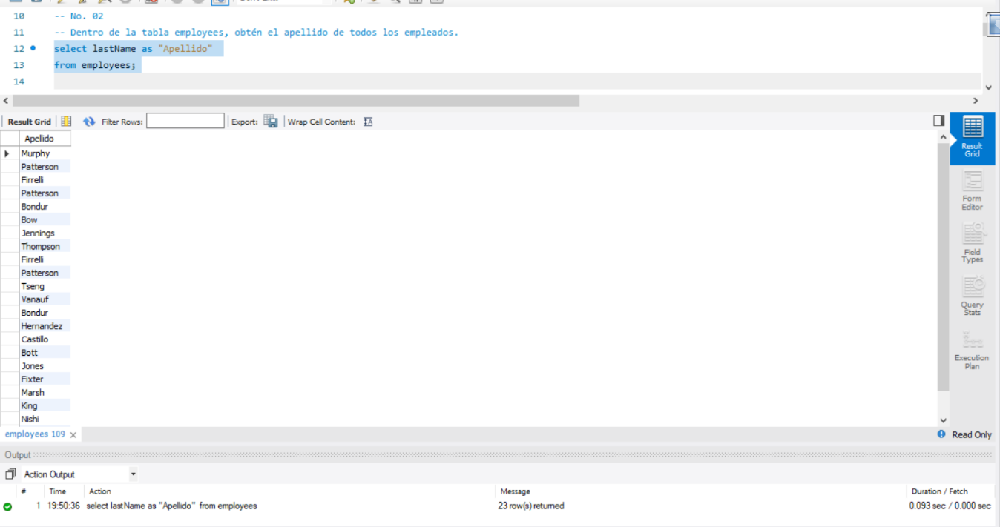 10 -- No. 02
11 -- Dentro de la tabla employees, obtén el apellido de todos los empleados.
12 select lastName as "Apellido"
13 from employees;
14
Result Grid Filter Rows: Export: Wrap Cell Content:
Apellido
Murphy
Patterson
Firrelli
Patterson
Bondur
Bow
Jennings
Thompson
Firrelli
Patterson
Tseng
Vanauf
Bondur
Hernandez
Castillo
Bott
Jones
Fixter
Marsh
King
Nishi
Result
Grid
Form
Editor
Field
Types
Query
Stats
Execution
Plan
employees 109
Read Only
Output
Action Output
# Time Action Message Duration / Fetch
1 19:50:36 select lastName as "Apellido" from employees 23 row(s) returned 0.093 sec / 0.000 sec